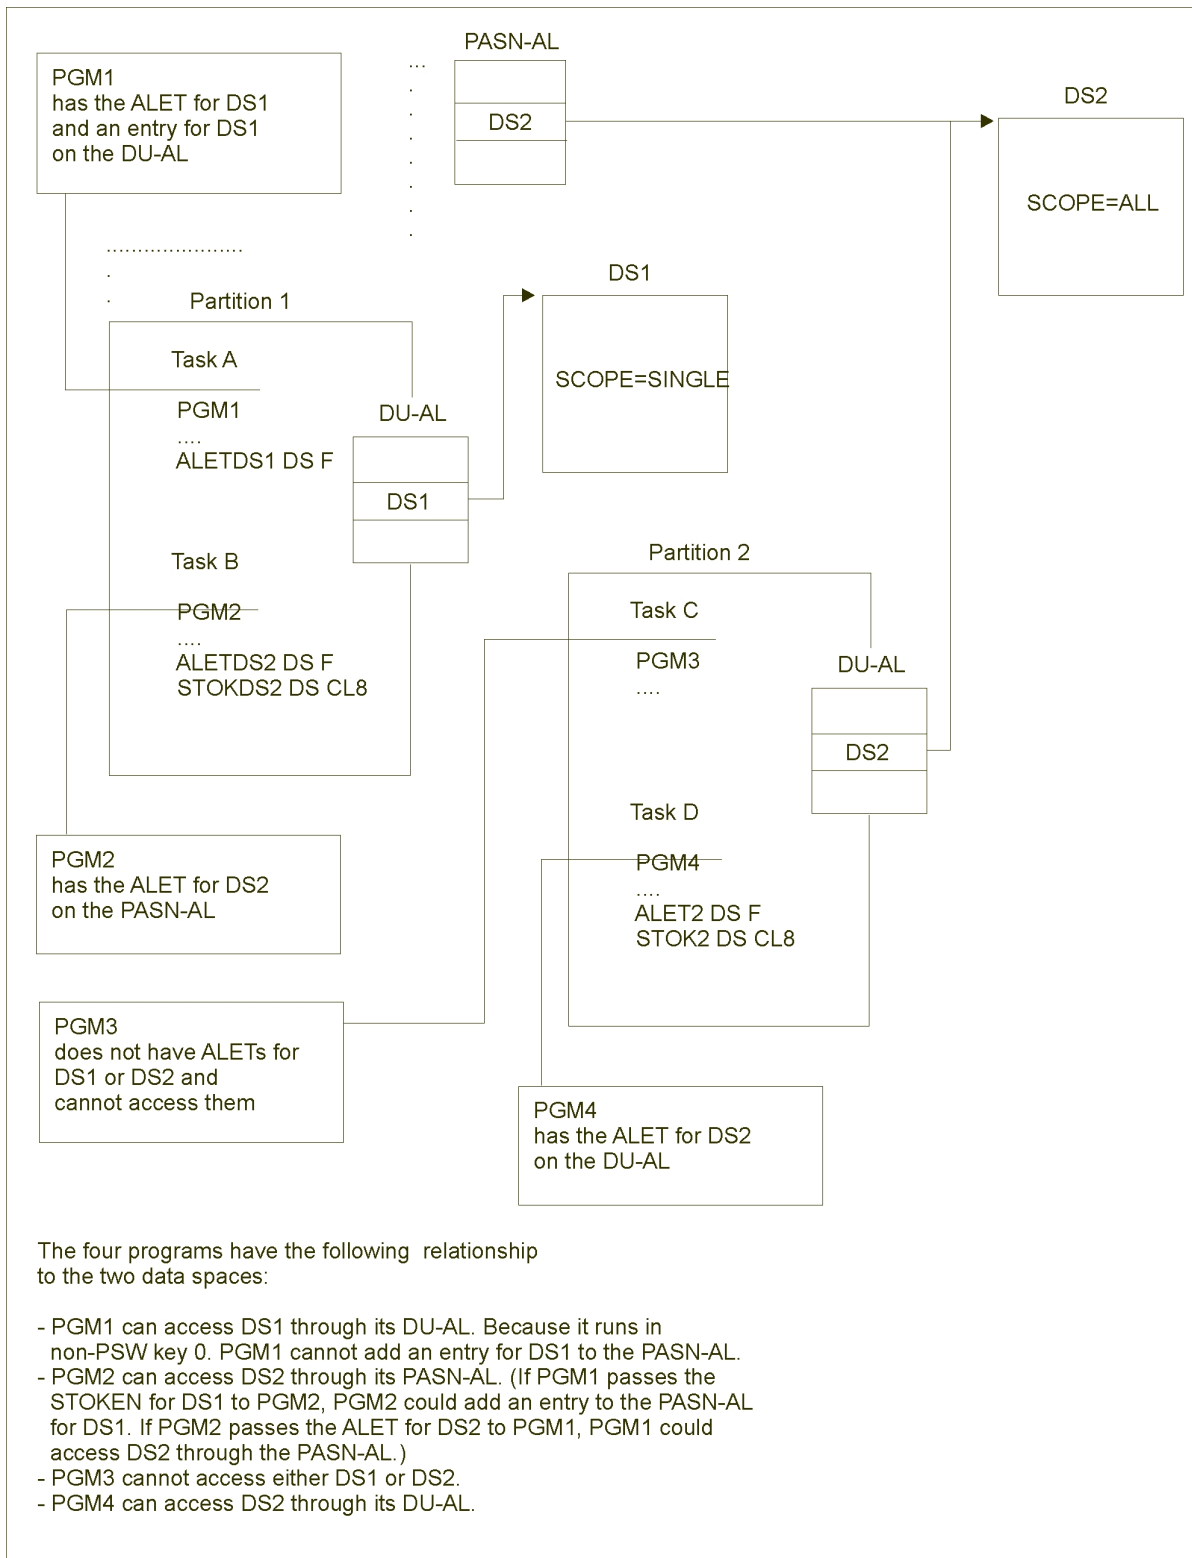 PASN-AL
PGM1
has the ALET for DS1
and an entry for DS1
on the DU-AL
DS2
DS2
SCOPE=ALL
Partition 1
DS1
SCOPE=SINGLE
Task A
PGM1
....
ALETDS1 DS F
DU-AL
DS1
Task B
PGM2
....
ALETDS2 DS F
STOKDS2 DS CL8
Partition 2
Task C
PGM3
....
DU-AL
DS2
Task D
PGM4
....
ALET2 DS F
STOK2 DS CL8
PGM2
has the ALET for DS2
on the PASN-AL
PGM3
does not have ALETs for
DS1 or DS2 and
cannot access them
PGM4
has the ALET for DS2
on the DU-AL
The four programs have the following relationship
to the two data spaces:
- PGM1 can access DS1 through its DU-AL. Because it runs in
non-PSW key 0. PGM1 cannot add an entry for DS1 to the PASN-AL.
- PGM2 can access DS2 through its PASN-AL. (If PGM1 passes the
STOKEN for DS1 to PGM2, PGM2 could add an entry to the PASN-AL
for DS1. If PGM2 passes the ALET for DS2 to PGM1, PGM1 could
access DS2 through the PASN-AL.)
- PGM3 cannot access either DS1 or DS2.
- PGM4 can access DS2 through its DU-AL.